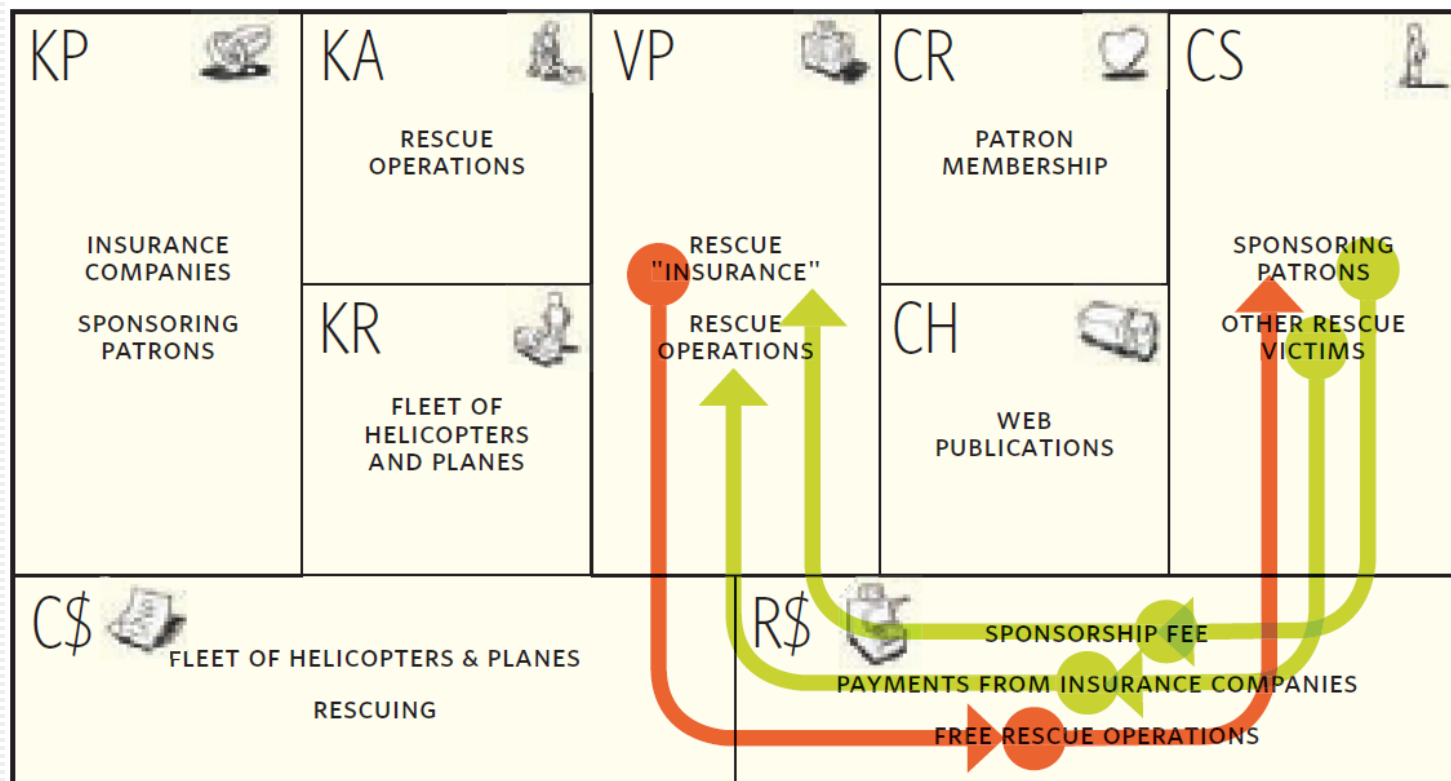 KP
INSURANCE
COMPANIES
SPONSORING
PATRONS
KA
RESCUE
OPERATIONS
KR
FLEET OF
HELICOPTERS
AND PLANES
VP
RESCUE
"INSURANCE"
RESCUE
OPERATIONS
CR
PATRON
MEMBERSHIP
CH
WEB
PUBLICATIONS
CS
SPONSORING
PATRONS
OTHER RESCUE
VICTIMS
C$
FLEET OF HELICOPTERS & PLANES
RESCUING
R$
SPONSORSHIP FEE
PAYMENTS FROM INSURANCE COMPANIES
FREE RESCUE OPERATIONS